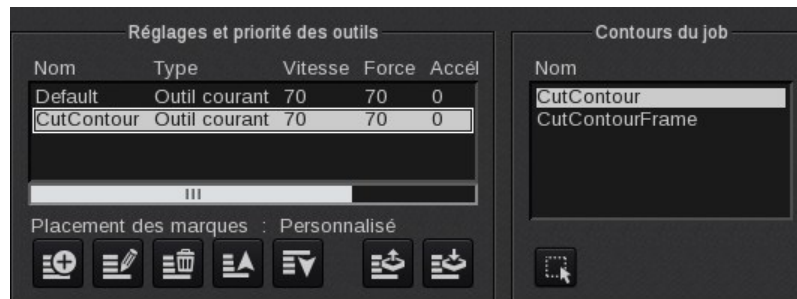 Réglages et priorité des outils
Nom Type Vitesse Force Accél
Default Outil courant 70 70 0
CutContour Outil courant 70 70 0
Placement des marques : Personnalisé
Contours du job
Nom
CutContour
CutContourFrame